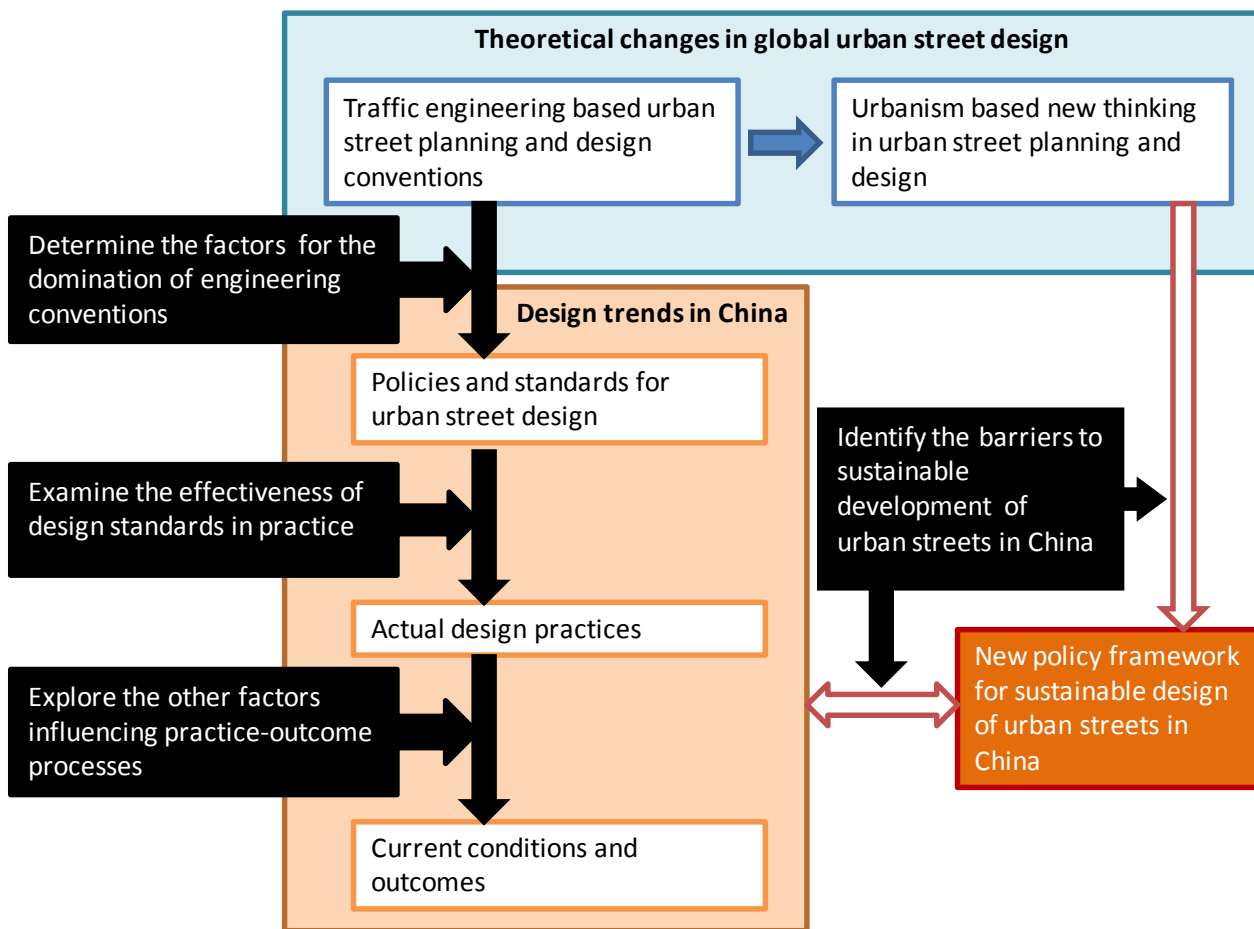 Theoretical changes in global urban street design
Traffic engineering based urban
street planning and design
conventions
Urbanism based new thinking
in urban street planning and
design
Determine the factors for the
domination of engineering
conventions
Design trends in China
Policies and standards for
urban street design
Identify the barriers to
sustainable
development of
urban streets in China
Examine the effectiveness of
design standards in practice
Actual design practices
New policy framework
for sustainable design
of urban streets in
China
Explore the other factors
influencing practice-outcome
processes
Current conditions and
outcomes